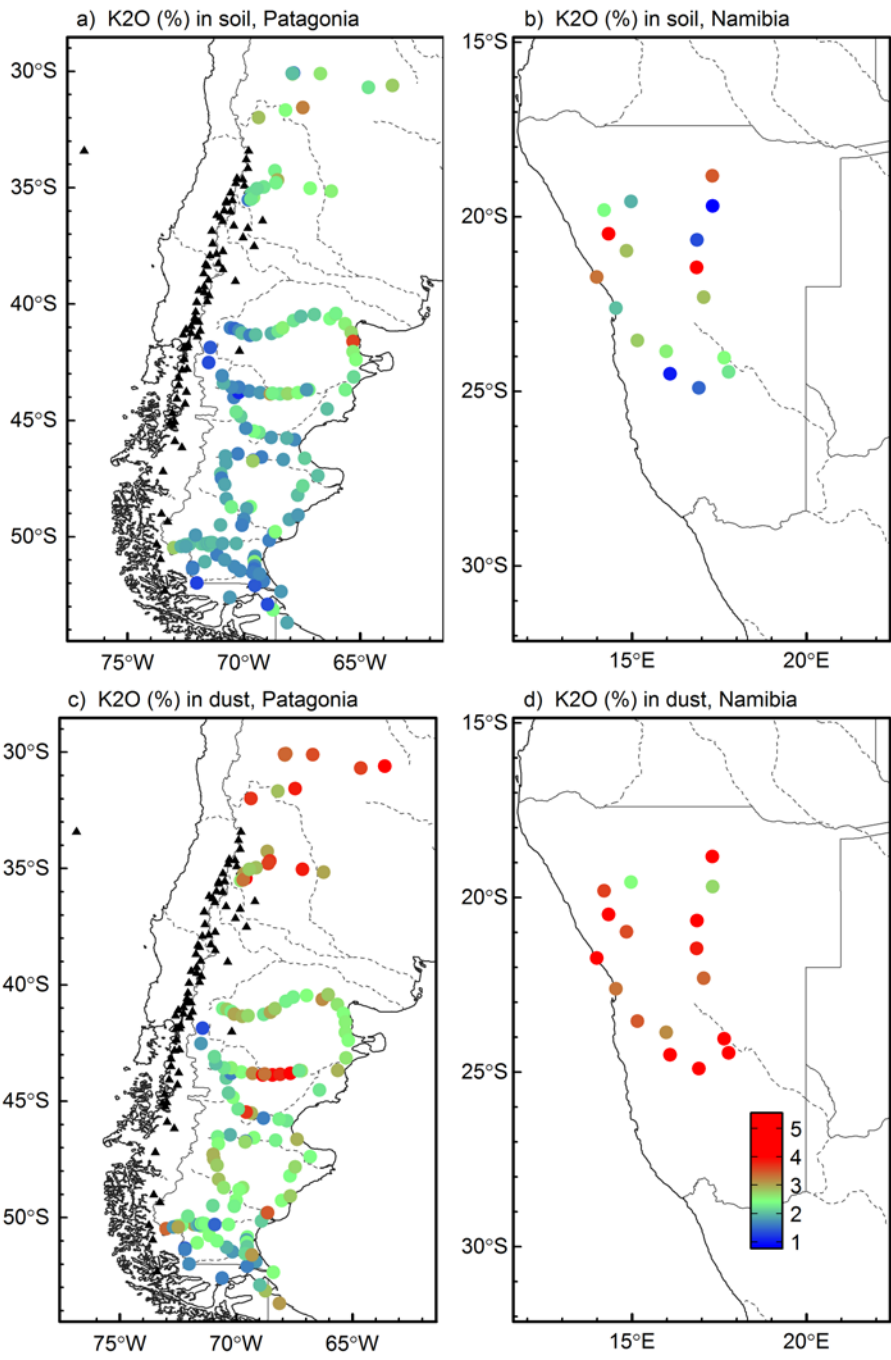 a) K2O (%) in soil, Patagonia
30°S
35°S
40°S
45°S
50°S
75°W 70°W 65°W
b) K2O (%) in soil, Namibia
15°S
20°S
25°S
30°S
15°E 20°E
c) K2O (%) in dust, Patagonia
30°S
35°S
40°S
45°S
50°S
75°W 70°W 65°W
d) K2O (%) in dust, Namibia
15°S
20°S
25°S
30°S
15°E 20°E
5
4
3
2
1